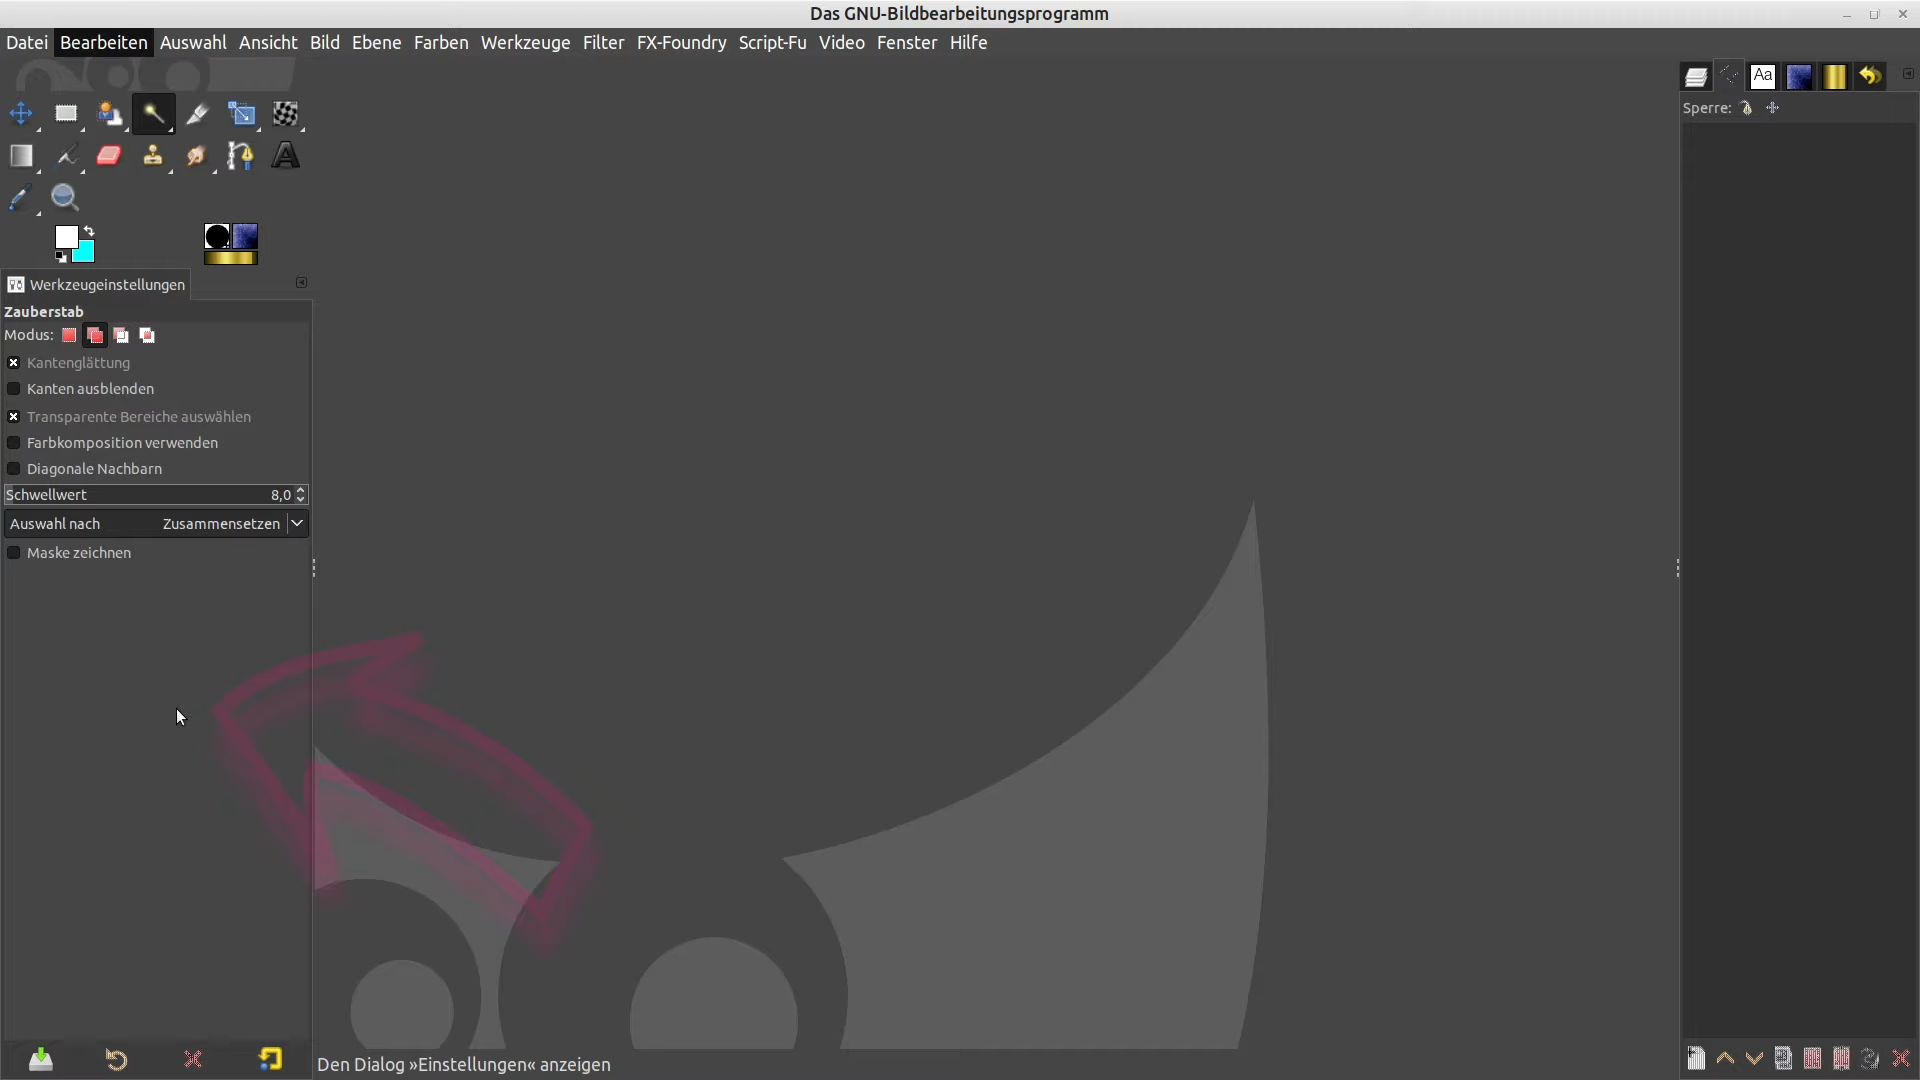 Das GNU-Bildbearbeitungsprogramm
Datei Bearbeiten Auswahl Ansicht Bild Ebene Farben Werkzeuge Filter FX-Foundry Script-Fu Video Fenster Hilfe
Aa
Sperre:
Werkzeugeinstellungen
Zauberstab
Modus:
Kantenglättung
Kanten ausblenden
Transparente Bereiche auswählen
Farbkomposition verwenden
Diagonale Nachbarn
Schwellwert 8,0
Auswahl nach Zusammensetzen
Maske zeichnen
Den Dialog »Einstellungen« anzeigen